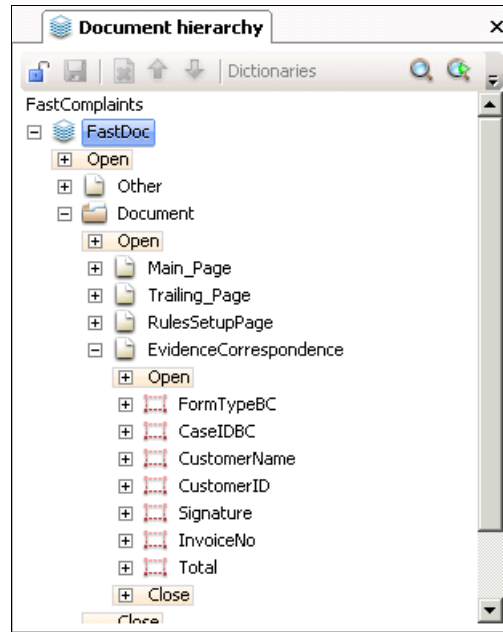 Document hierarchy
Dictionaries
FastComplaints
FastDoc
Open
Other
Document
Open
Main_Page
Trailing_Page
RulesSetupPage
EvidenceCorrespondence
Open
FormTypeBC
CaseIDBC
CustomerName
CustomerID
Signature
InvoiceNo
Total
Close
Close